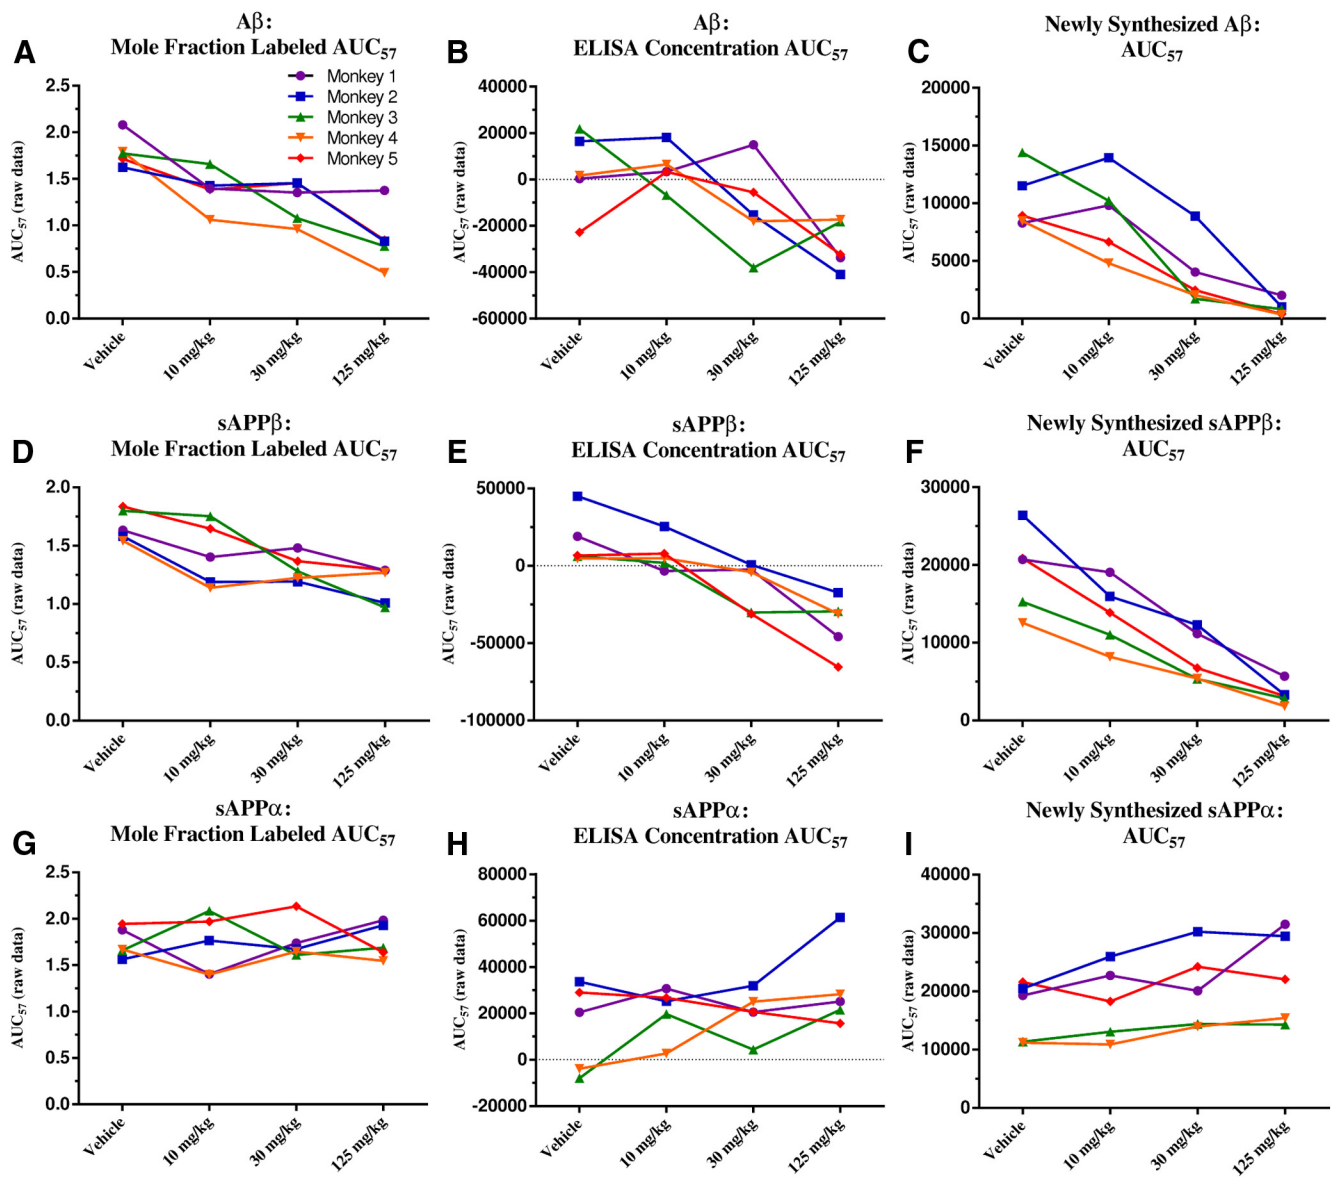 A
Aβ:
Mole Fraction Labeled AUC57
AUC57 (raw data)
2.5
2.0
1.5
1.0
0.5
0.0
Monkey 1
Monkey 2
Monkey 3
Monkey 4
Monkey 5
Vehicle
10 mg/kg
30 mg/kg
125 mg/kg
B
Aβ:
ELISA Concentration AUC57
AUC57 (raw data)
40000
20000
0
-20000
-40000
-60000
Vehicle
10 mg/kg
30 mg/kg
125 mg/kg
C
Newly Synthesized Aβ:
AUC57
AUC57 (raw data)
20000
15000
10000
5000
0
Vehicle
10 mg/kg
30 mg/kg
125 mg/kg
D
sAPPβ:
Mole Fraction Labeled AUC57
AUC57 (raw data)
2.0
1.5
1.0
0.5
0.0
Vehicle
10 mg/kg
30 mg/kg
125 mg/kg
E
sAPPβ:
ELISA Concentration AUC57
AUC57 (raw data)
50000
0
-50000
-100000
Vehicle
10 mg/kg
30 mg/kg
125 mg/kg
F
Newly Synthesized sAPPβ:
AUC57
AUC57 (raw data)
30000
20000
10000
0
Vehicle
10 mg/kg
30 mg/kg
125 mg/kg
G
sAPPα:
Mole Fraction Labeled AUC57
AUC57 (raw data)
2.5
2.0
1.5
1.0
0.5
0.0
Vehicle
10 mg/kg
30 mg/kg
125 mg/kg
H
sAPPα:
ELISA Concentration AUC57
AUC57 (raw data)
80000
60000
40000
20000
0
-20000
Vehicle
10 mg/kg
30 mg/kg
125 mg/kg
I
Newly Synthesized sAPPα:
AUC57
AUC57 (raw data)
40000
30000
20000
10000
0
Vehicle
10 mg/kg
30 mg/kg
125 mg/kg